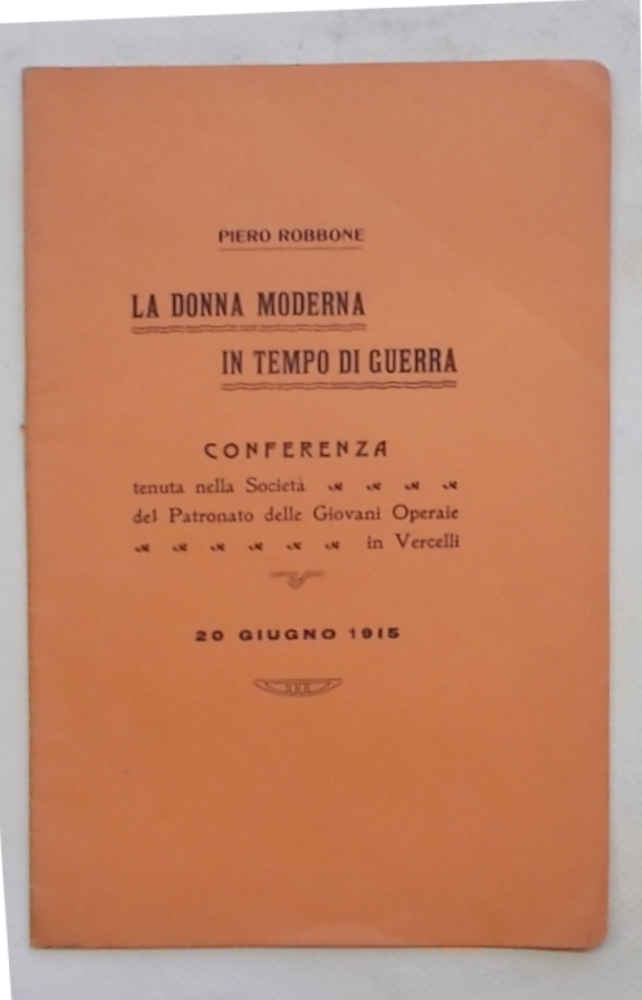 PIERO ROBBONE
LA DONNA MODERNA
IN TEMPO DI GUERRA
CONFERENZA
tenuta nella Società
del Patronato delle Giovani Operaie
in Vercelli
20 GIUGNO 1915